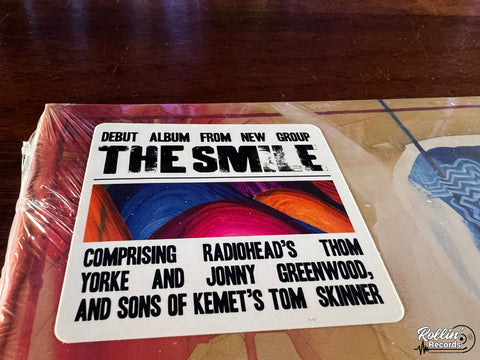 DEBUT ALBUM FROM NEW GROUP
THE SMILE
COMPRISING RADIOHEAD'S THOM
YORKE AND JONNY GREENWOOD,
AND SONS OF KEMET'S TOM SKINNER
Rollin'
Records